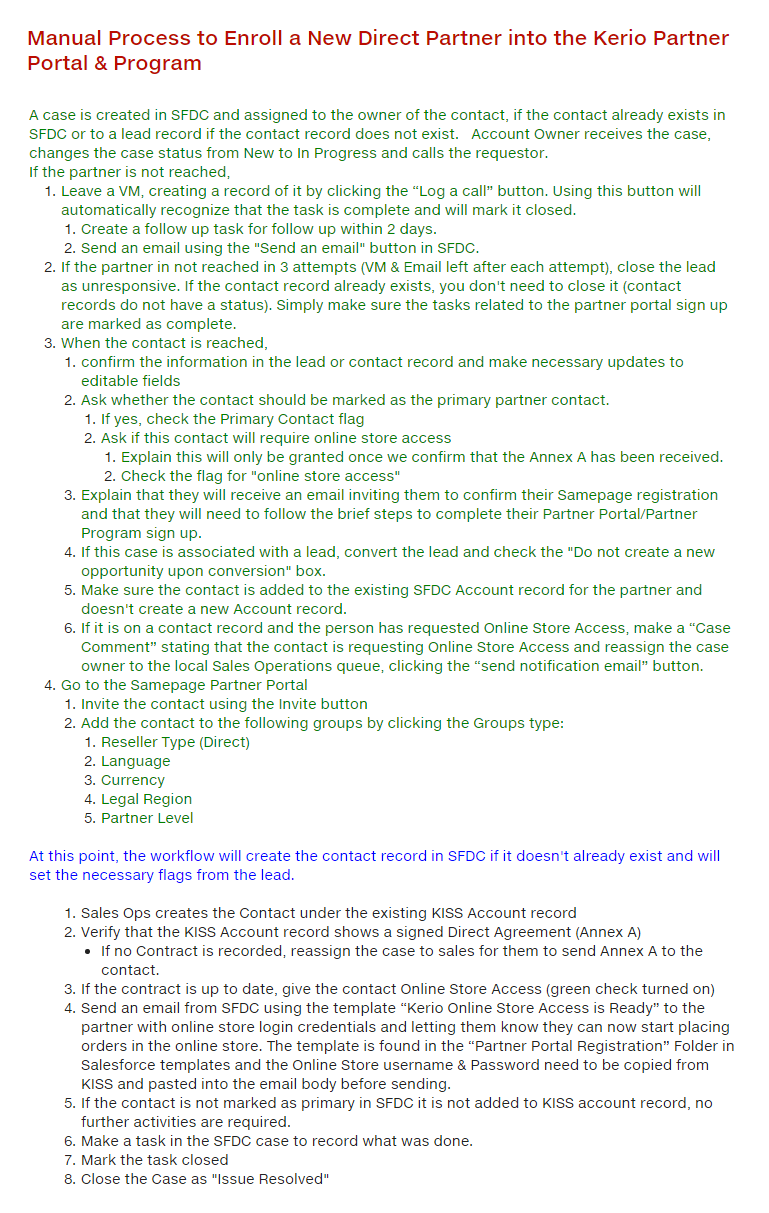 Manual Process to Enroll a New Direct Partner into the Kerio Partner
Portal & Program
A case is created in SFDC and assigned to the owner of the contact, if the contact already exists in
SFDC or to a lead record if the contact record does not exist.   Account Owner receives the case,
changes the case status from New to In Progress and calls the requestor.
If the partner is not reached,
1. Leave a VM, creating a record of it by clicking the “Log a call” button. Using this button will
automatically recognize that the task is complete and will mark it closed.
1. Create a follow up task for follow up within 2 days.
2. Send an email using the "Send an email" button in SFDC.
2. If the partner in not reached in 3 attempts (VM & Email left after each attempt), close the lead
as unresponsive. If the contact record already exists, you don't need to close it (contact
records do not have a status). Simply make sure the tasks related to the partner portal sign up
are marked as complete.
3. When the contact is reached,
1. confirm the information in the lead or contact record and make necessary updates to
editable fields
2. Ask whether the contact should be marked as the primary partner contact.
1. If yes, check the Primary Contact flag
2. Ask if this contact will require online store access
1. Explain this will only be granted once we confirm that the Annex A has been received.
2. Check the flag for "online store access"
3. Explain that they will receive an email inviting them to confirm their Samepage registration
and that they will need to follow the brief steps to complete their Partner Portal/Partner
Program sign up.
4. If this case is associated with a lead, convert the lead and check the "Do not create a new
opportunity upon conversion" box.
5. Make sure the contact is added to the existing SFDC Account record for the partner and
doesn't create a new Account record.
6. If it is on a contact record and the person has requested Online Store Access, make a “Case
Comment” stating that the contact is requesting Online Store Access and reassign the case
owner to the local Sales Operations queue, clicking the “send notification email” button.
4. Go to the Samepage Partner Portal
1. Invite the contact using the Invite button
2. Add the contact to the following groups by clicking the Groups type:
1. Reseller Type (Direct)
2. Language
3. Currency
4. Legal Region
5. Partner Level
At this point, the workflow will create the contact record in SFDC if it doesn't already exist and will
set the necessary flags from the lead.
1. Sales Ops creates the Contact under the existing KISS Account record
2. Verify that the KISS Account record shows a signed Direct Agreement (Annex A)
• If no Contract is recorded, reassign the case to sales for them to send Annex A to the
contact.
3. If the contract is up to date, give the contact Online Store Access (green check turned on)
4. Send an email from SFDC using the template “Kerio Online Store Access is Ready” to the
partner with online store login credentials and letting them know they can now start placing
orders in the online store. The template is found in the “Partner Portal Registration” Folder in
Salesforce templates and the Online Store username & Password need to be copied from
KISS and pasted into the email body before sending.
5. If the contact is not marked as primary in SFDC it is not added to KISS account record, no
further activities are required.
6. Make a task in the SFDC case to record what was done.
7. Mark the task closed
8. Close the Case as "Issue Resolved"